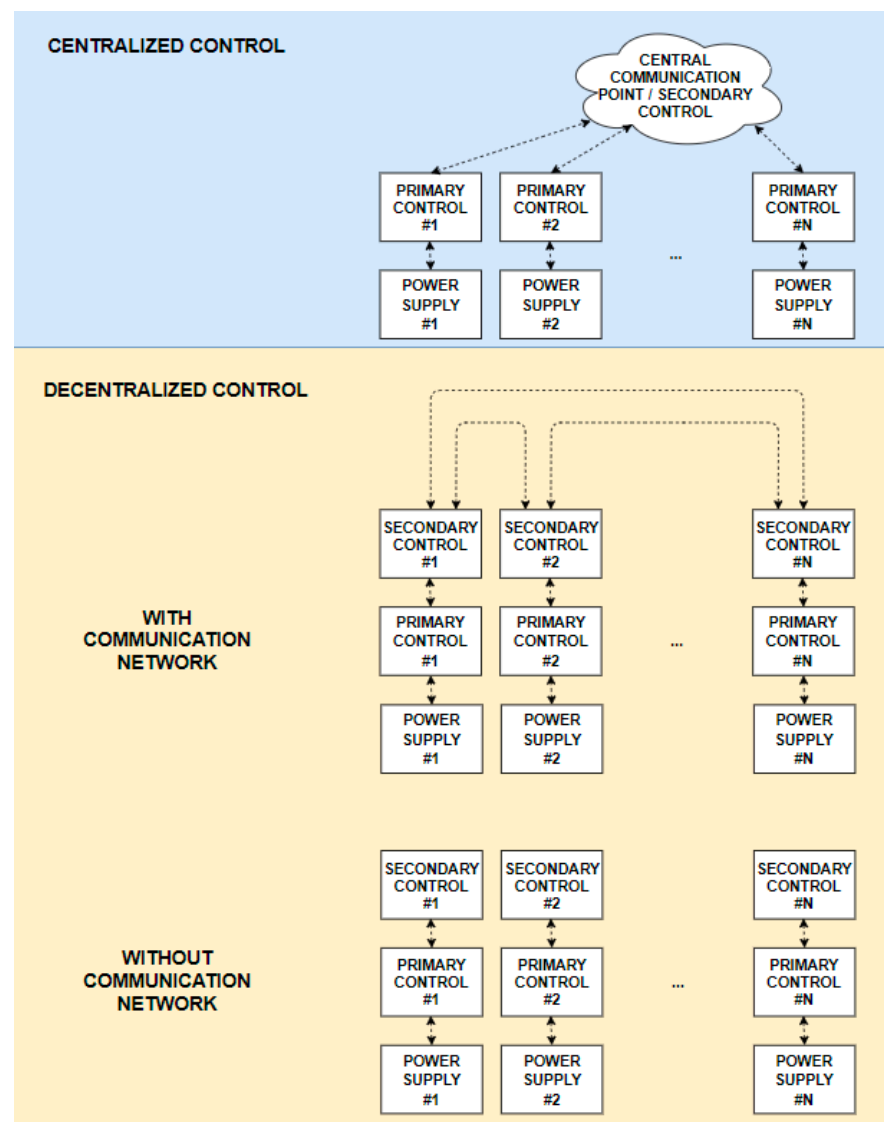 CENTRALIZED CONTROL
CENTRAL
COMMUNICATION
POINT / SECONDARY
CONTROL
PRIMARY
CONTROL
#1
PRIMARY
CONTROL
#2
PRIMARY
CONTROL
#N
...
POWER
SUPPLY
#1
POWER
SUPPLY
#2
POWER
SUPPLY
#N
DECENTRALIZED CONTROL
SECONDARY
CONTROL
#1
SECONDARY
CONTROL
#2
SECONDARY
CONTROL
#N
WITH
COMMUNICATION
NETWORK
PRIMARY
CONTROL
#1
PRIMARY
CONTROL
#2
...
PRIMARY
CONTROL
#N
POWER
SUPPLY
#1
POWER
SUPPLY
#2
POWER
SUPPLY
#N
SECONDARY
CONTROL
#1
SECONDARY
CONTROL
#2
SECONDARY
CONTROL
#N
WITHOUT
COMMUNICATION
NETWORK
PRIMARY
CONTROL
#1
PRIMARY
CONTROL
#2
...
PRIMARY
CONTROL
#N
POWER
SUPPLY
#1
POWER
SUPPLY
#2
POWER
SUPPLY
#N